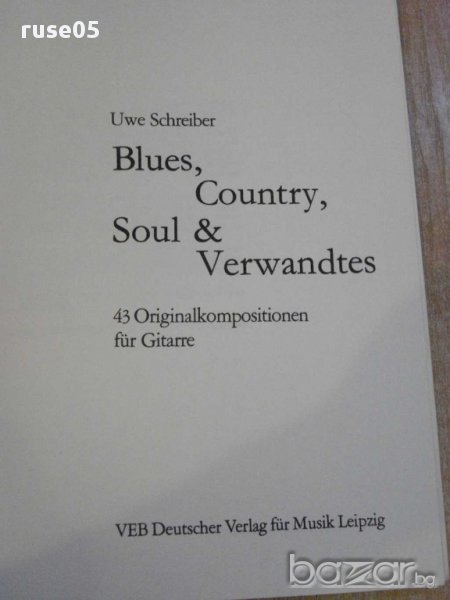 ruse05
Uwe Schreiber
Blues,
Country,
Soul &
Verwandtes
43 Originalkompositionen
für Gitarre
VEB Deutscher Verlag für Musik Leipzig
bazar.bg